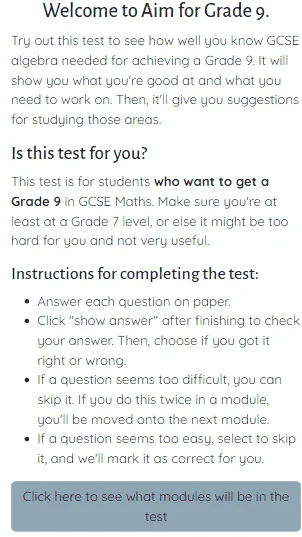 Welcome to Aim for Grade 9.
Try out this test to see how well you know GCSE
algebra needed for achieving a Grade 9. It will
show you what you're good at and what you
need to work on. Then, it'll give you suggestions
for studying those areas.
Is this test for you?
This test is for students who want to get a
Grade 9 in GCSE Maths. Make sure you're at
least at a Grade 7 level, or else it might be too
hard for you and not very useful.
Instructions for completing the test:
• Answer each question on paper.
• Click "show answer" after finishing to check
your answer. Then, choose if you got it
right or wrong.
• If a question seems too difficult, you can
skip it. If you do this twice in a module,
you'll be moved onto the next module.
• If a question seems too easy, select to skip
it, and we'll mark it as correct for you.
Click here to see what modules will be in the
test